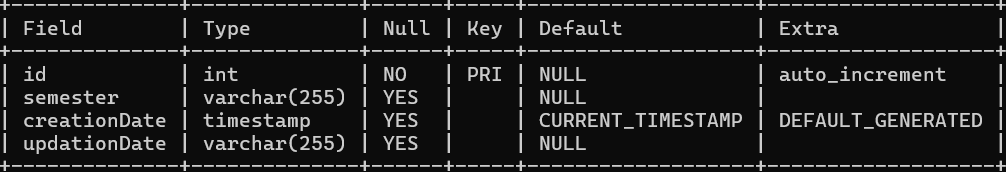 | Field | Type | Null | Key | Default | Extra |
| id | int | NO | PRI | NULL | auto_increment |
| semester | varchar(255) | YES | | NULL | |
| creationDate | timestamp | YES | | CURRENT_TIMESTAMP | DEFAULT_GENERATED |
| updationDate | varchar(255) | YES | | NULL | |